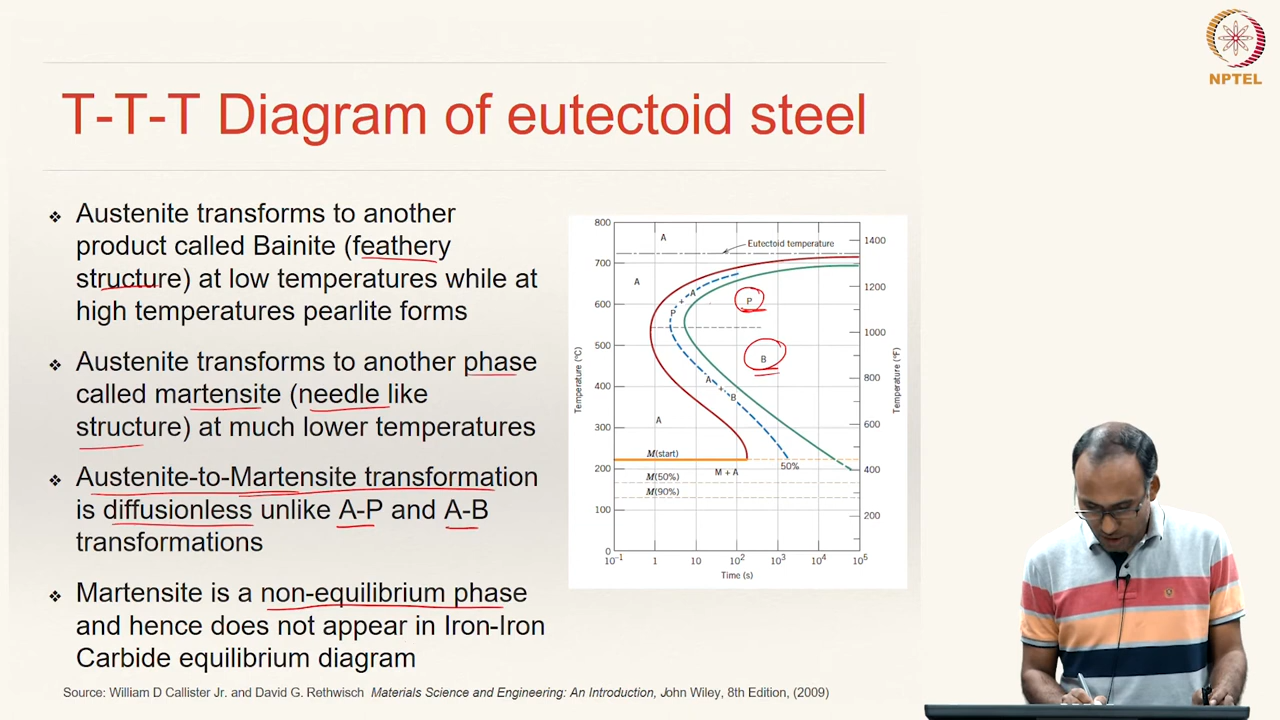 NPTEL
T-T-T Diagram of eutectoid steel
❖ Austenite transforms to another
product called Bainite (feathery
structure) at low temperatures while at
high temperatures pearlite forms
❖ Austenite transforms to another phase
called martensite (needle like
structure) at much lower temperatures
❖ Austenite-to-Martensite transformation
is diffusionless unlike A-P and A-B
transformations
❖ Martensite is a non-equilibrium phase
and hence does not appear in Iron-Iron
Carbide equilibrium diagram
800
A
Eutectoid temperature
1400
700
A
A
1200
600
P
+
P
1000
500
B
Temperature (°C)
Temperature (°F)
400
A
+
B
800
A
300
600
M(start)
200
M + A
50%
400
M(50%)
M(90%)
100
200
0
10⁻¹ 1 10 10² 10³ 10⁴ 10⁵
Time (s)
Source: William D Callister Jr. and David G. Rethwisch Materials Science and Engineering: An Introduction, John Wiley, 8th Edition, (2009)